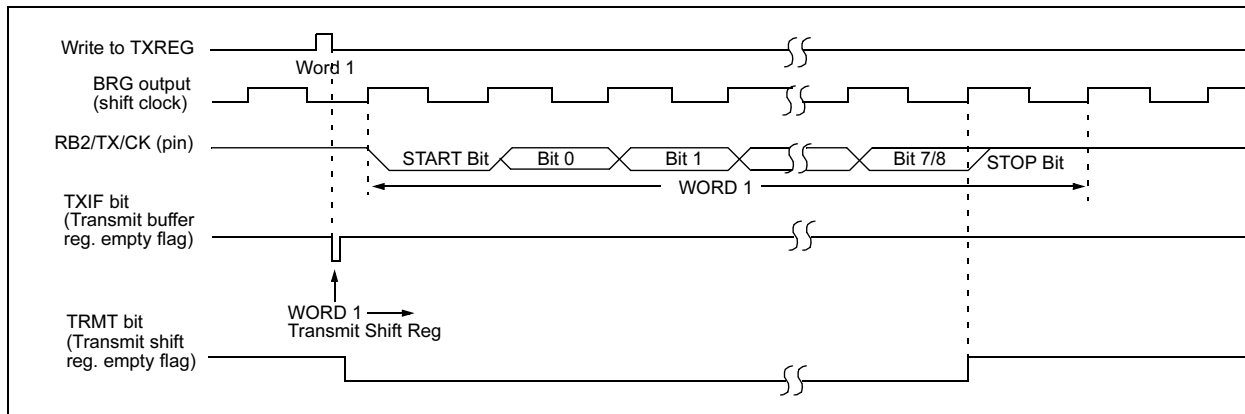 Write to TXREG
Word 1
BRG output
(shift clock)
RB2/TX/CK (pin)
START Bit
Bit 0
Bit 1
Bit 7/8
STOP Bit
WORD 1
TXIF bit
(Transmit buffer
reg. empty flag)
WORD 1
Transmit Shift Reg
TRMT bit
(Transmit shift
reg. empty flag)